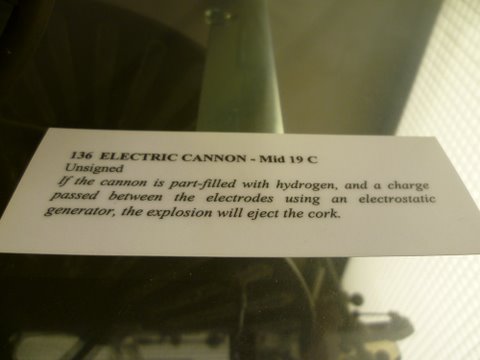 136 ELECTRIC CANNON - Mid 19 C
Unsigned
If the cannon is part-filled with hydrogen, and a charge
passed between the electrodes using an electrostatic
generator, the explosion will eject the cork.